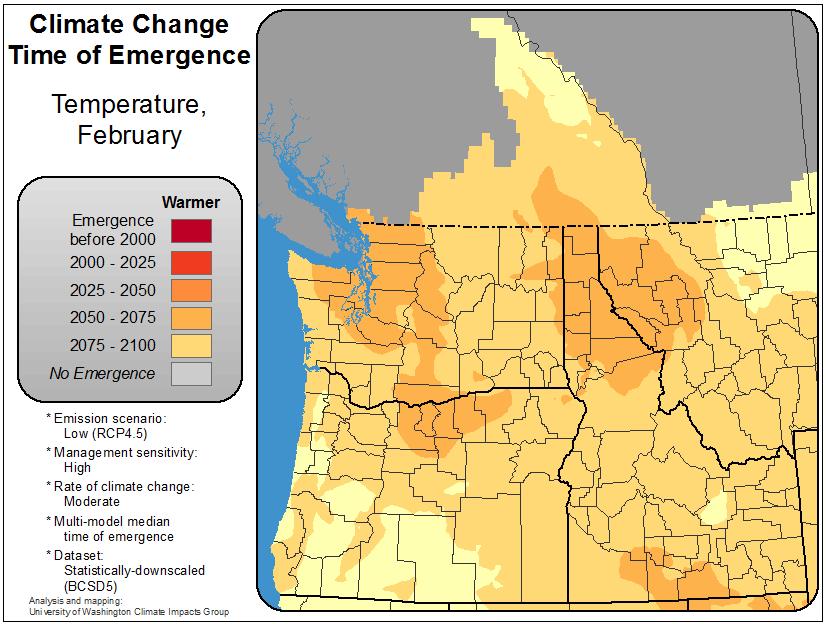 Climate Change
Time of Emergence
Temperature,
February
Warmer
Emergence
before 2000
2000 - 2025
2025 - 2050
2050 - 2075
2075 - 2100
No Emergence
* Emission scenario:
Low (RCP4.5)
* Management sensitivity:
High
* Rate of climate change:
Moderate
* Multi-model median
time of emergence
* Dataset:
Statistically-downscaled
(BCSD5)
Analysis and mapping:
University of Washington Climate Impacts Group